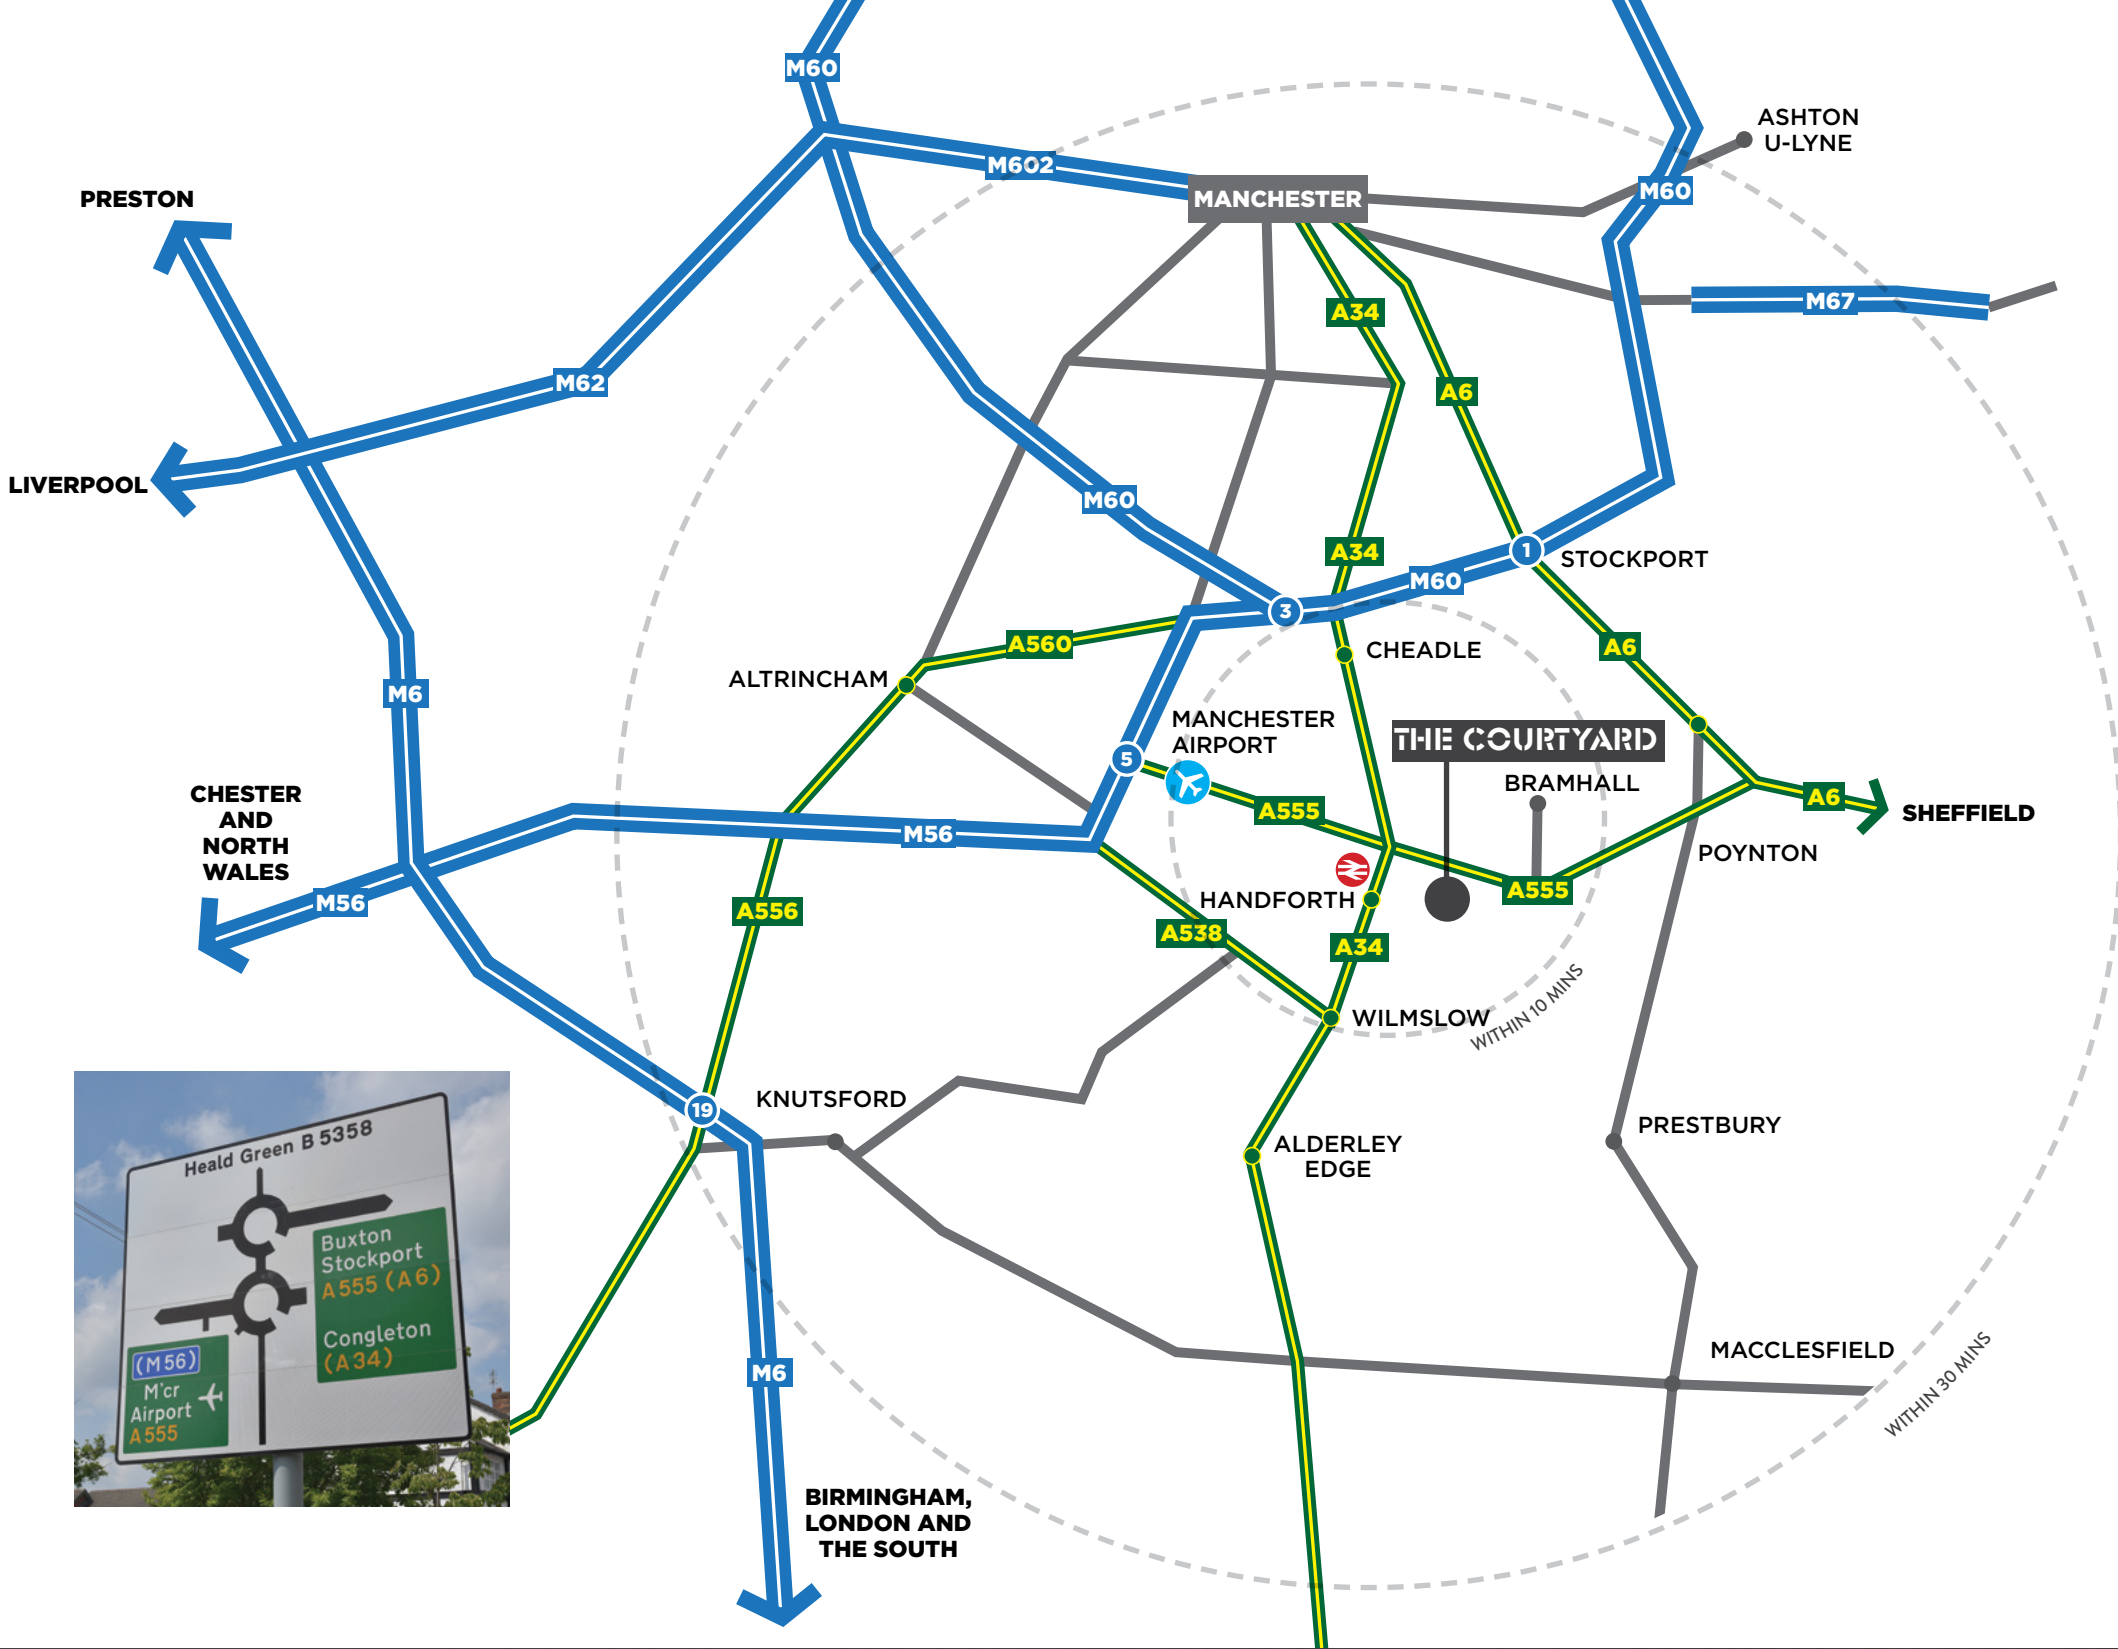 M60
ASHTON
U-LYNE
M602
MANCHESTER
M60
PRESTON
A34
M67
M62
A6
LIVERPOOL
M60
A34
1
STOCKPORT
M60
3
A560
CHEADLE
A6
ALTRINCHAM
M6
MANCHESTER
AIRPORT
THE COURTYARD
5
BRAMHALL
CHESTER
AND
NORTH
WALES
A555
A6
SHEFFIELD
M56
POYNTON
M56
A555
HANDFORTH
A556
A538
A34
WITHIN 10 MINS
WILMSLOW
19
KNUTSFORD
PRESTBURY
ALDERLEY
EDGE
Heald Green B 5358
Buxton
Stockport
A555 (A6)
Congleton
(A34)
(M56)
M'cr
Airport
A555
M6
MACCLESFIELD
WITHIN 30 MINS
BIRMINGHAM,
LONDON AND
THE SOUTH